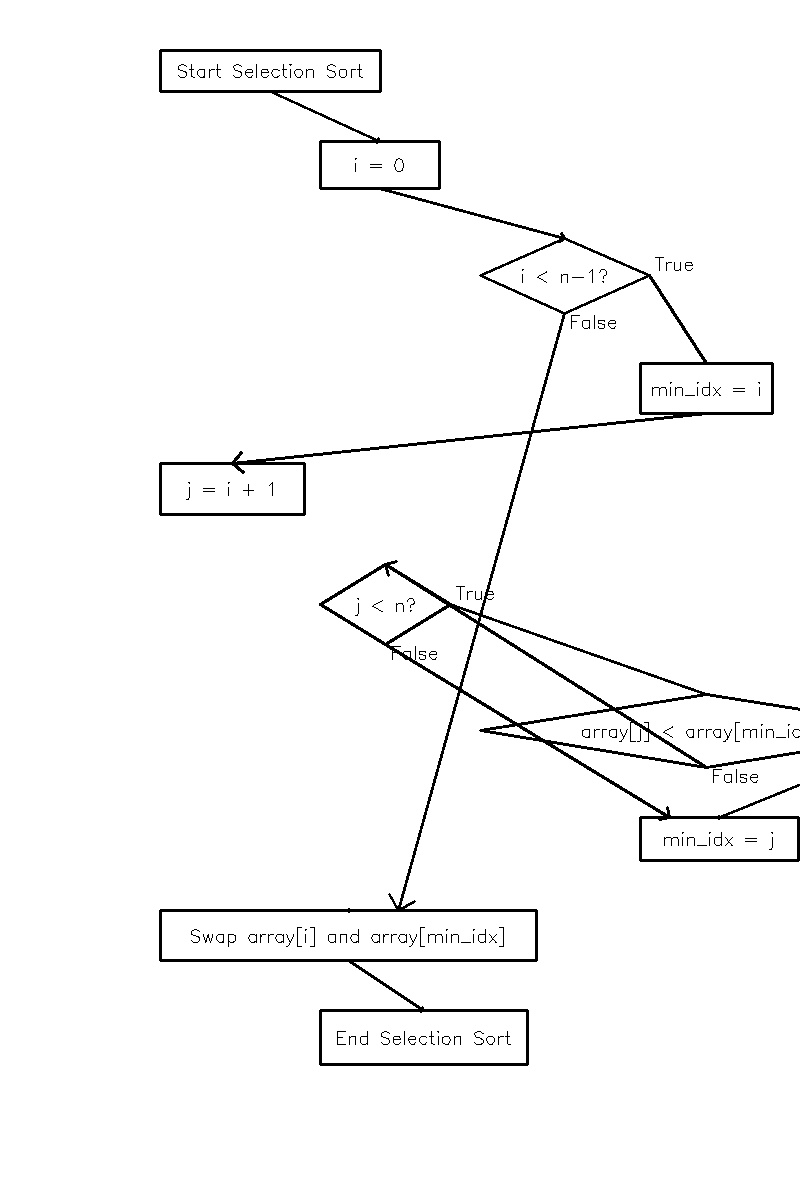 Start Selection Sort
i = 0
i < n-1?
True
False
min_idx = i
j = i + 1
True
j < n?
False
array[j] < array[min_ic
False
min_idx = j
Swap array[i] and array[min_idx]
End Selection Sort